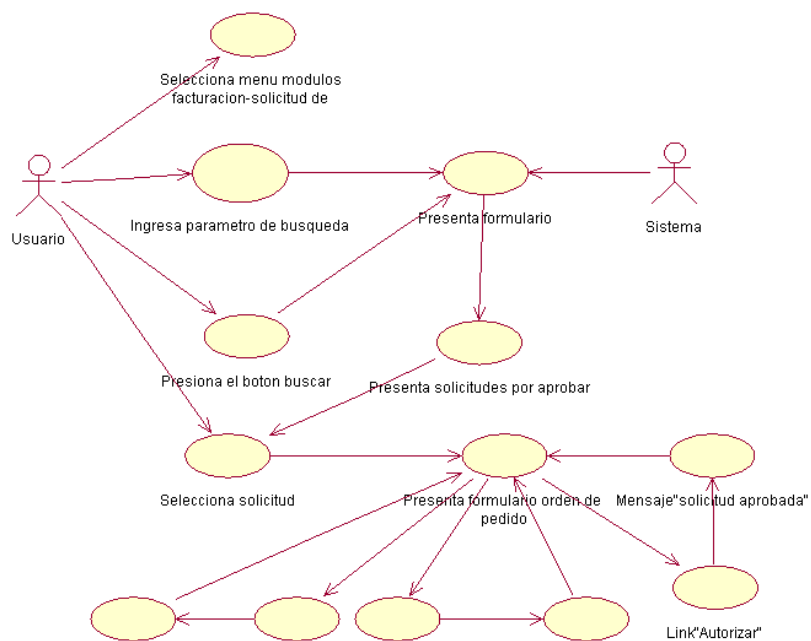 Selecciona menu modulos
facturacion-solicitud de
Ingresa parametro de busqueda
Presenta formulario
Usuario
Sistema
Presiona el boton buscar
Presenta solicitudes por aprobar
Selecciona solicitud
Presenta formulario orden de
pedido
Mensaje"solicitud aprobada"
Link"Autorizar"